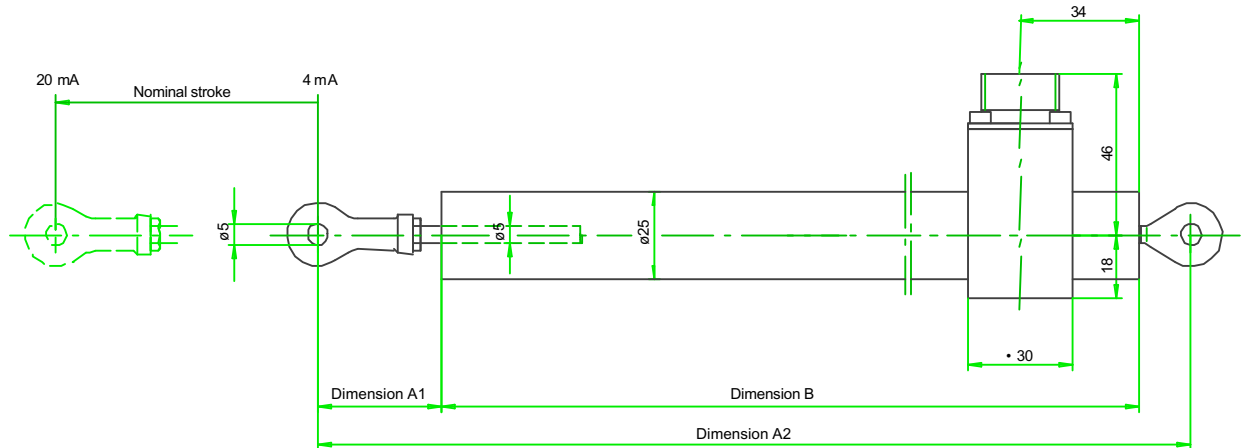 34
20 mA
4 mA
Nominal stroke
46
ø5
ø5
ø25
18
• 30
Dimension A1
Dimension B
Dimension A2